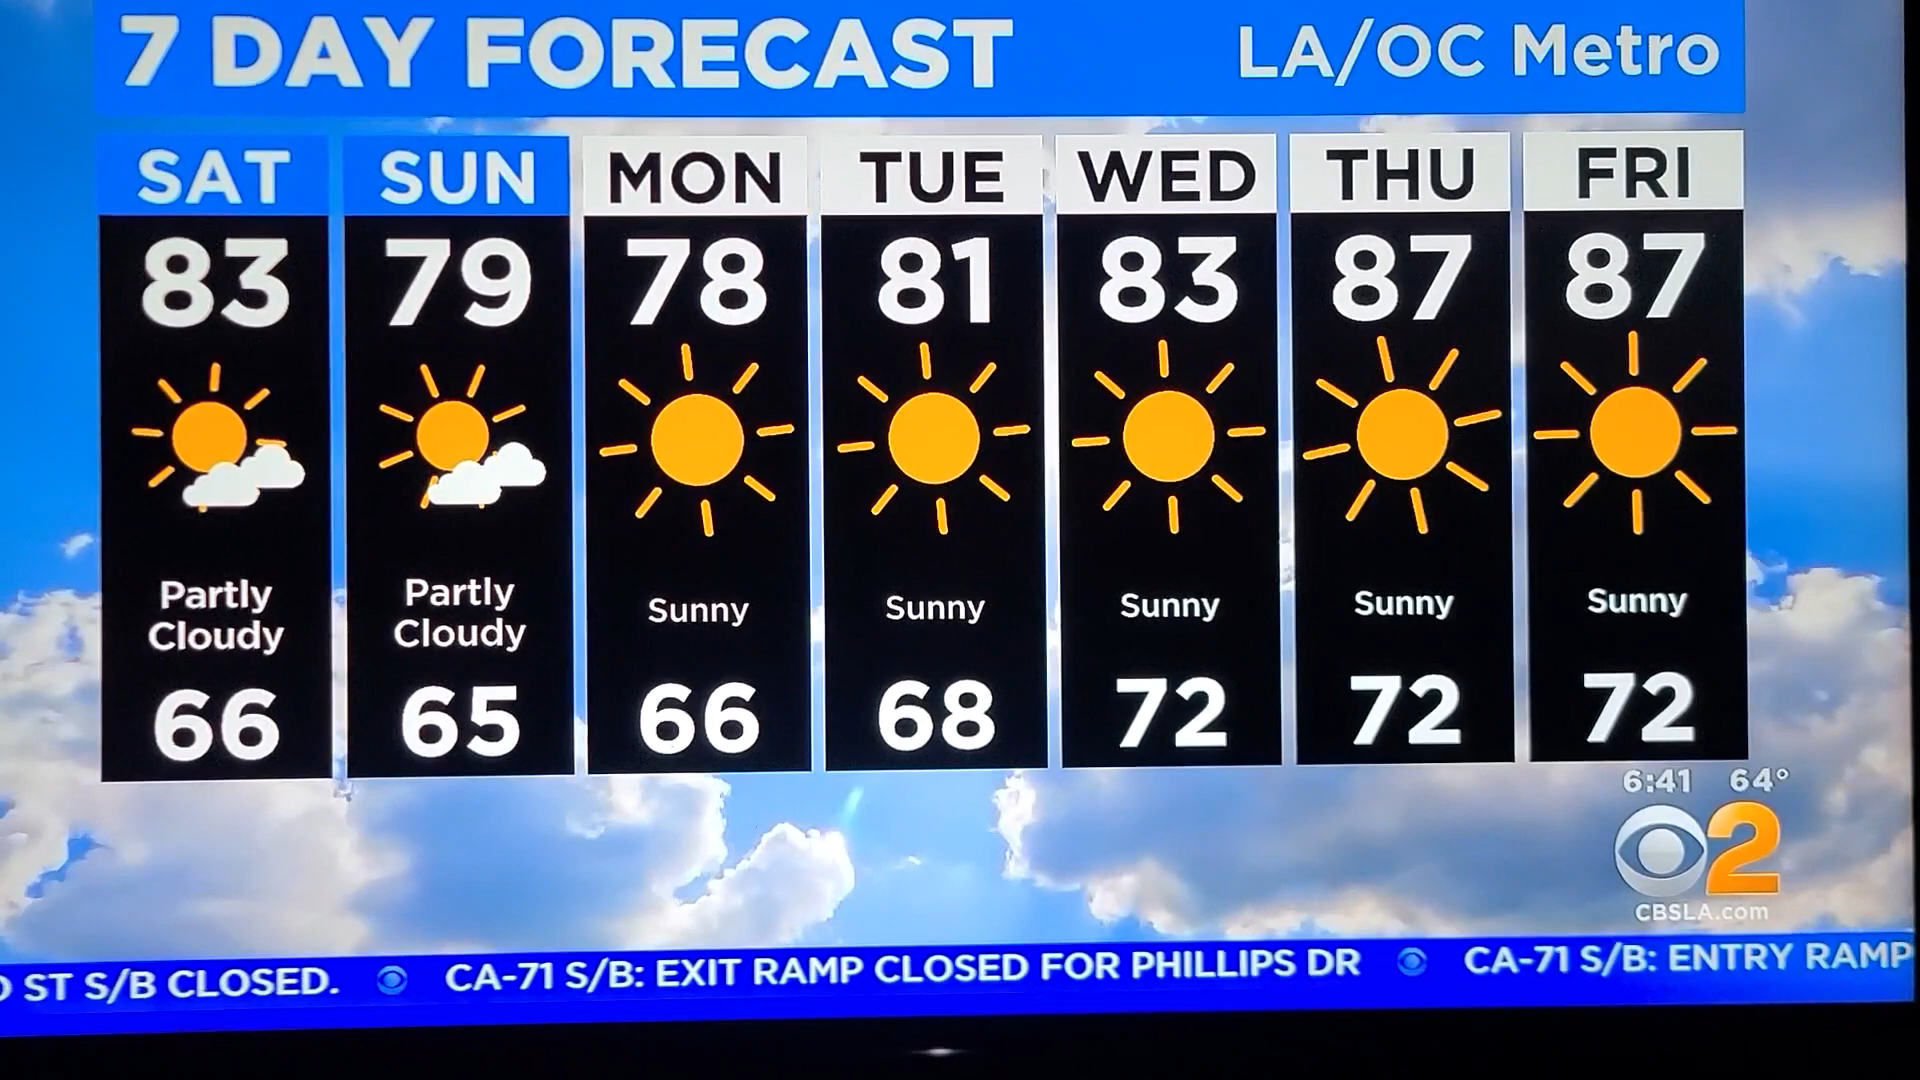 7 DAY FORECAST
LA/OC Metro
SAT SUN MON TUE WED THU FRI
83 79 78 81 83 87 87
Partly Cloudy Partly Cloudy Sunny Sunny Sunny Sunny Sunny
66 65 66 68 72 72 72
6:41 64°
2
CBSLA.com
ST S/B CLOSED. CA-71 S/B: EXIT RAMP CLOSED FOR PHILLIPS DR CA-71 S/B: ENTRY RAMP